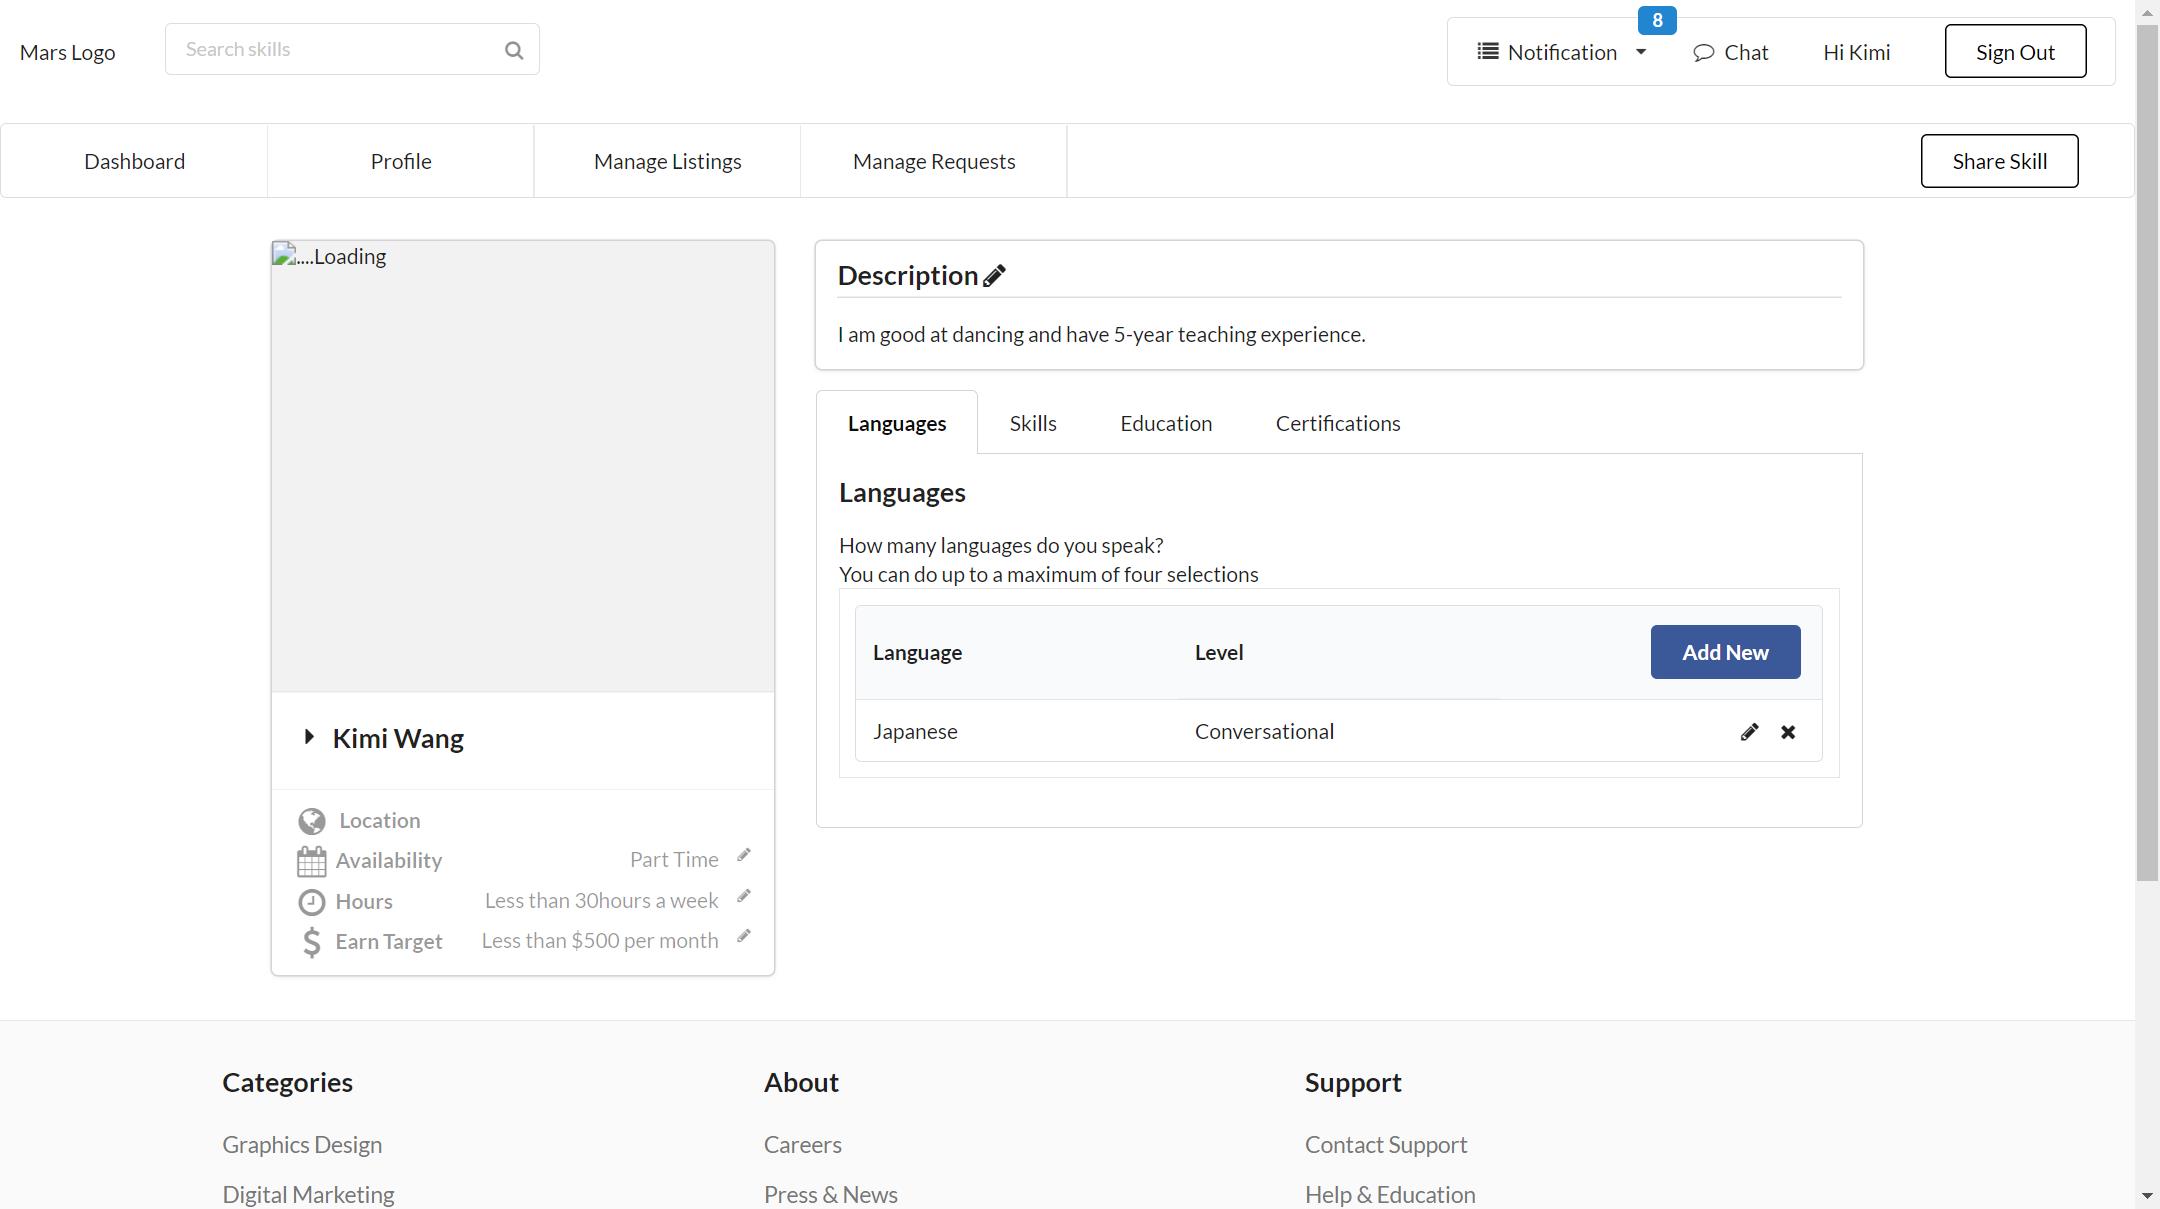 Mars Logo
Search skills
8
Notification
Chat
Hi Kimi
Sign Out
Dashboard
Profile
Manage Listings
Manage Requests
Share Skill
....Loading
Kimi Wang
Location
Availability
Part Time
Hours
Less than 30hours a week
Earn Target
Less than $500 per month
Description
I am good at dancing and have 5-year teaching experience.
Languages
Skills
Education
Certifications
Languages
How many languages do you speak?
You can do up to a maximum of four selections
Language
Level
Add New
Japanese
Conversational
Categories
Graphics Design
Digital Marketing
About
Careers
Press & News
Support
Contact Support
Help & Education